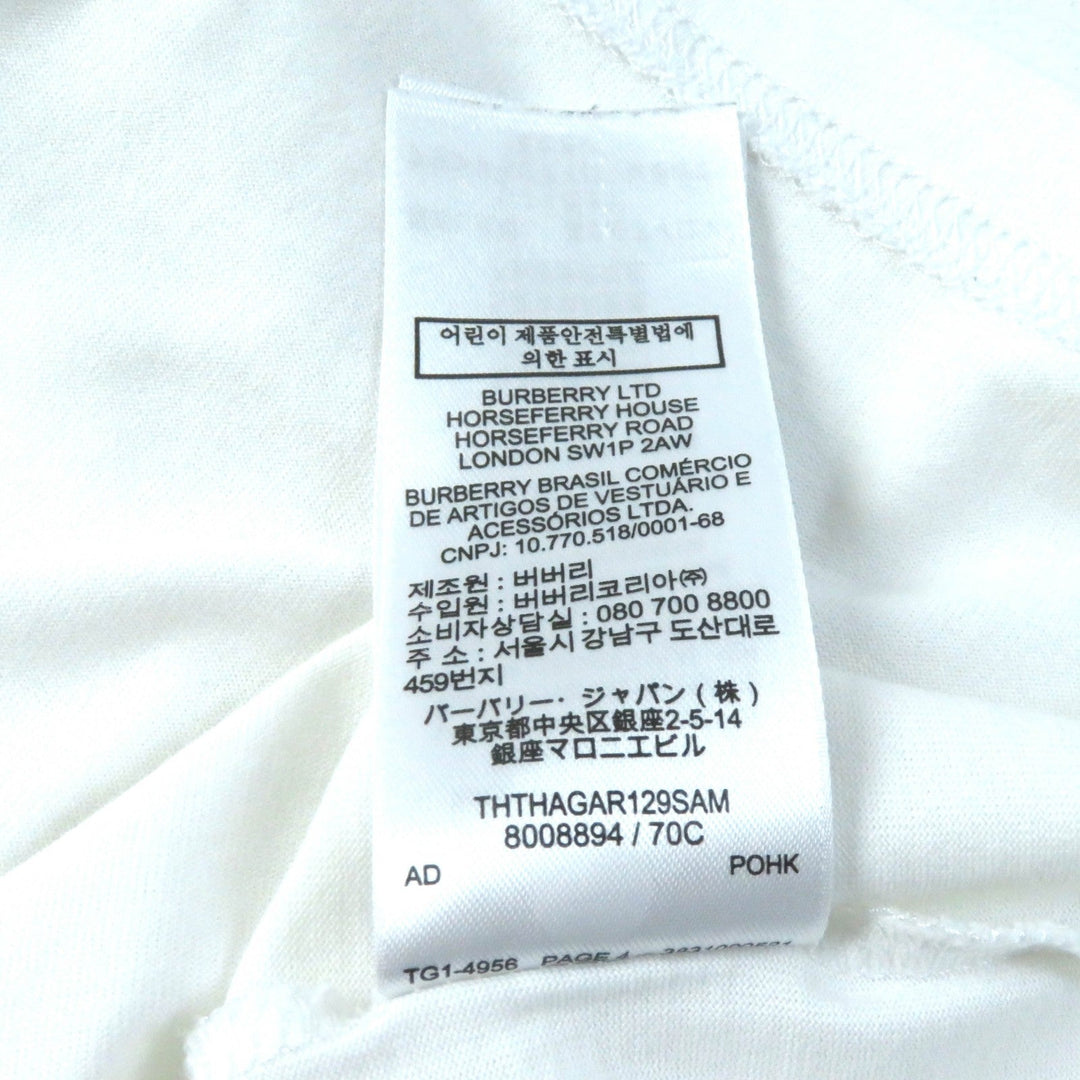 어린이 제품안전특별법에
의한 표시
BURBERRY LTD
HORSEFERRY HOUSE
HORSEFERRY ROAD
LONDON SW1P 2AW
BURBERRY BRASIL COMÉRCIO
DE ARTIGOS DE VESTUÁRIO E
ACESSÓRIOS LTDA.
CNPJ: 10.770.518/0001-68
제조원 : 버버리
수입원 : 버버리코리아㈜
소비자상담실 : 080 700 8800
주 소 : 서울시 강남구 도산대로
459번지
バーバリー・ジャパン(株)
東京都中央区銀座2-5-14
銀座マロニエビル
THTHAGAR129SAM
8008894 / 70C
AD POHK
TG1-4956 PAGE 4